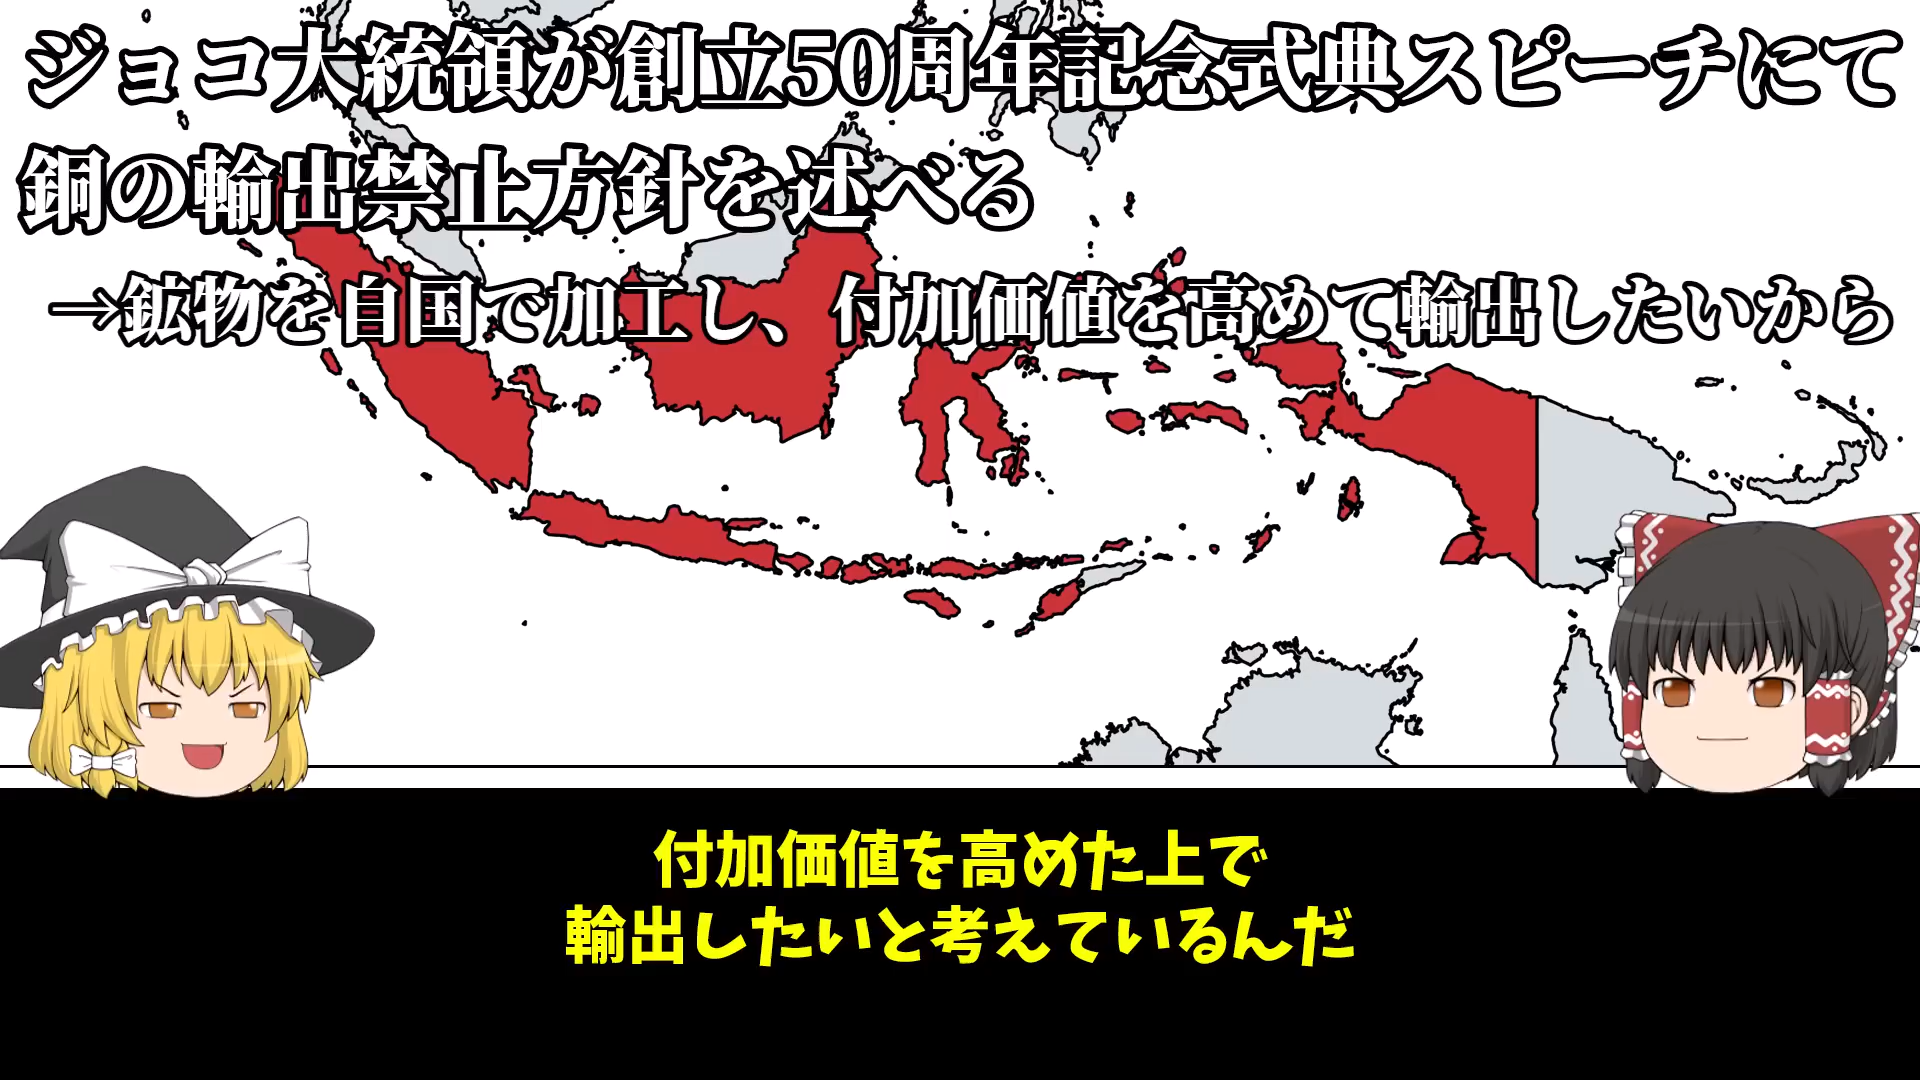 ジョコ大統領が創立50周年記念式典スピーチにて
銅の輸出禁止方針を述べる
→鉱物を自国で加工し、付加価値を高めて輸出したいから
付加価値を高めた上で
輸出したいと考えているんだ